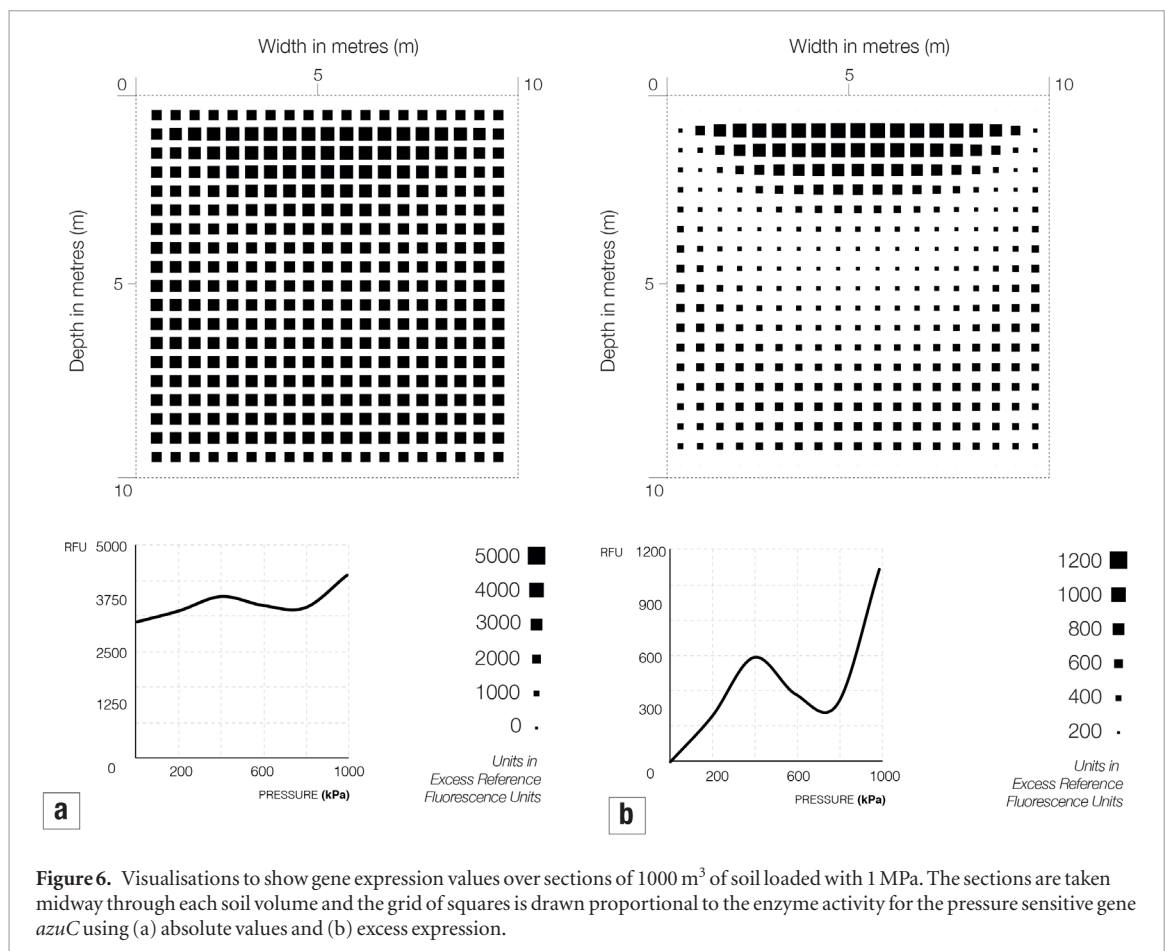 Width in metres (m)
0
5
10
Depth in metres (m)
5
10
Width in metres (m)
0
5
10
Depth in metres (m)
5
10
RFU
5000
3750
2500
1250
0
200
600
1000
PRESSURE (kPa)
5000
4000
3000
2000
1000
0
Units in
Excess Reference
Fluorescence Units
a
RFU
1200
900
600
300
0
200
600
1000
PRESSURE (kPa)
1200
1000
800
600
400
200
Units in
Excess Reference
Fluorescence Units
b
Figure 6. Visualisations to show gene expression values over sections of 1000 m³ of soil loaded with 1 MPa. The sections are taken
midway through each soil volume and the grid of squares is drawn proportional to the enzyme activity for the pressure sensitive gene
azuC using (a) absolute values and (b) excess expression.